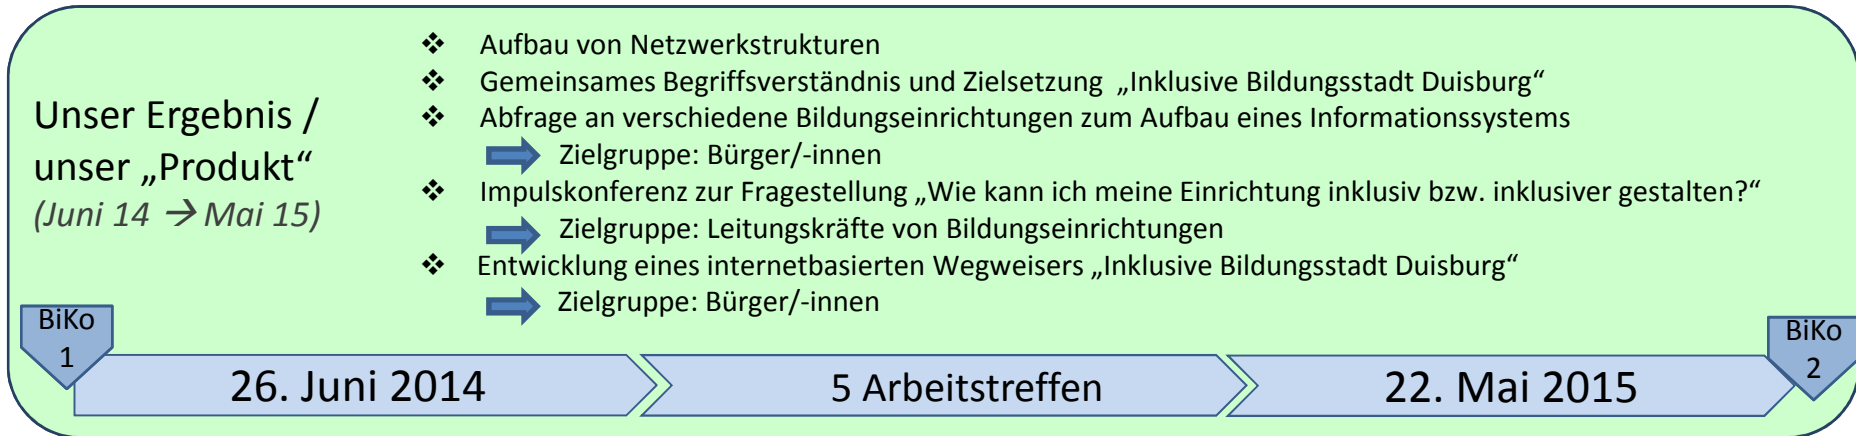 Unser Ergebnis /
unser „Produkt“
(Juni 14 → Mai 15)
❖ Aufbau von Netzwerkstrukturen
❖ Gemeinsames Begriffsverständnis und Zielsetzung „Inklusive Bildungsstadt Duisburg“
❖ Abfrage an verschiedene Bildungseinrichtungen zum Aufbau eines Informationssystems
Zielgruppe: Bürger/-innen
❖ Impulskonferenz zur Fragestellung „Wie kann ich meine Einrichtung inklusiv bzw. inklusiver gestalten?“
Zielgruppe: Leitungskräfte von Bildungseinrichtungen
❖ Entwicklung eines internetbasierten Wegweisers „Inklusive Bildungsstadt Duisburg“
Zielgruppe: Bürger/-innen
BiKo
1
26. Juni 2014
5 Arbeitstreffen
22. Mai 2015
BiKo
2